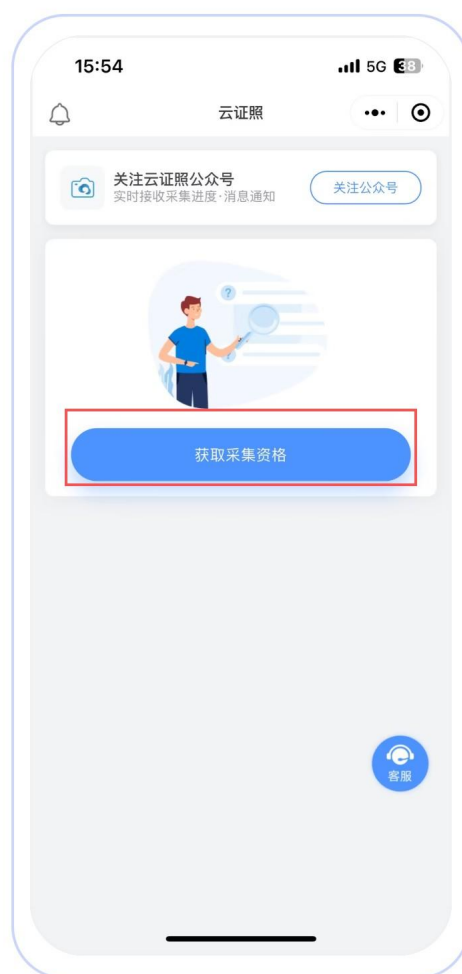 15:54
5G 38
云证照
关注云证照公众号
实时接收采集进度·消息通知
关注公众号
?
?
获取采集资格
客服